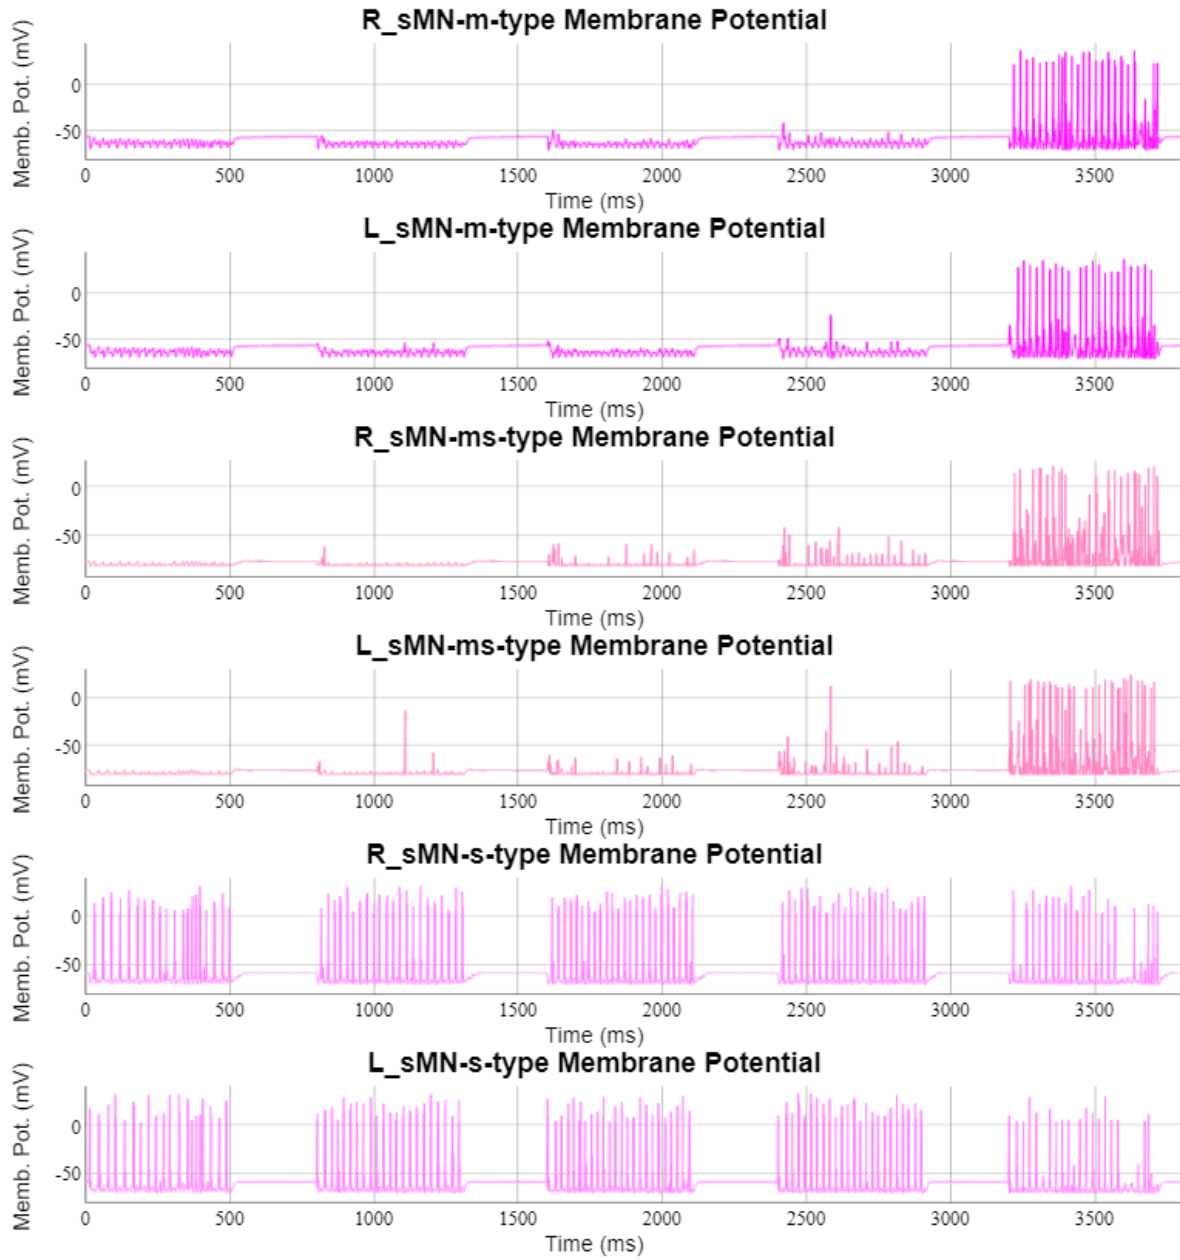 R_sMN-m-type Membrane Potential
Memb. Pot. (mV)
0
-50
0 500 1000 1500 2000 2500 3000 3500
Time (ms)
L_sMN-m-type Membrane Potential
Memb. Pot. (mV)
0
-50
0 500 1000 1500 2000 2500 3000 3500
Time (ms)
R_sMN-ms-type Membrane Potential
Memb. Pot. (mV)
0
-50
0 500 1000 1500 2000 2500 3000 3500
Time (ms)
L_sMN-ms-type Membrane Potential
Memb. Pot. (mV)
0
-50
0 500 1000 1500 2000 2500 3000 3500
Time (ms)
R_sMN-s-type Membrane Potential
Memb. Pot. (mV)
0
-50
0 500 1000 1500 2000 2500 3000 3500
Time (ms)
L_sMN-s-type Membrane Potential
Memb. Pot. (mV)
0
-50
0 500 1000 1500 2000 2500 3000 3500
Time (ms)